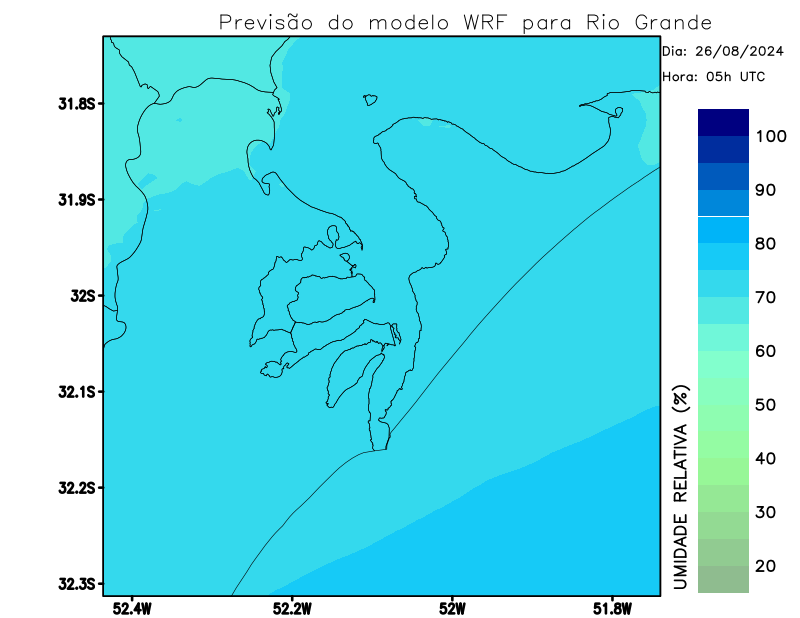 Previsão do modelo WRF para Rio Grande
Dia: 26/08/2024
Hora: 05h UTC
31.8S
31.9S
32S
32.1S
32.2S
32.3S
52.4W
52.2W
52W
51.8W
100
90
80
70
60
50
40
30
20
UMIDADE RELATIVA (%)